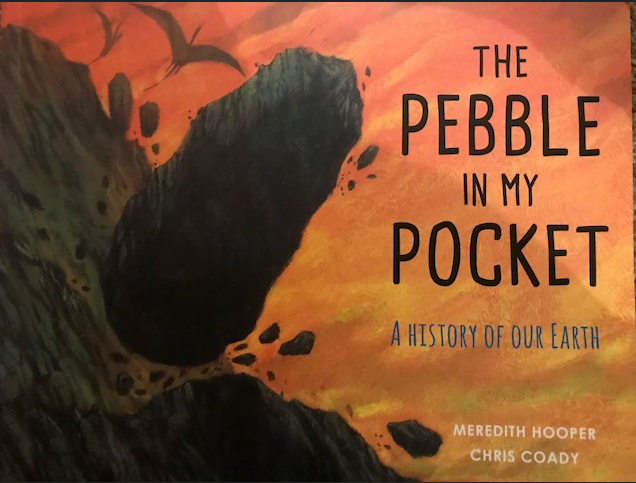 THE
PEBBLE
IN MY
POCKET
A HISTORY OF OUR EARTH
MEREDITH HOOPER
CHRIS COADY